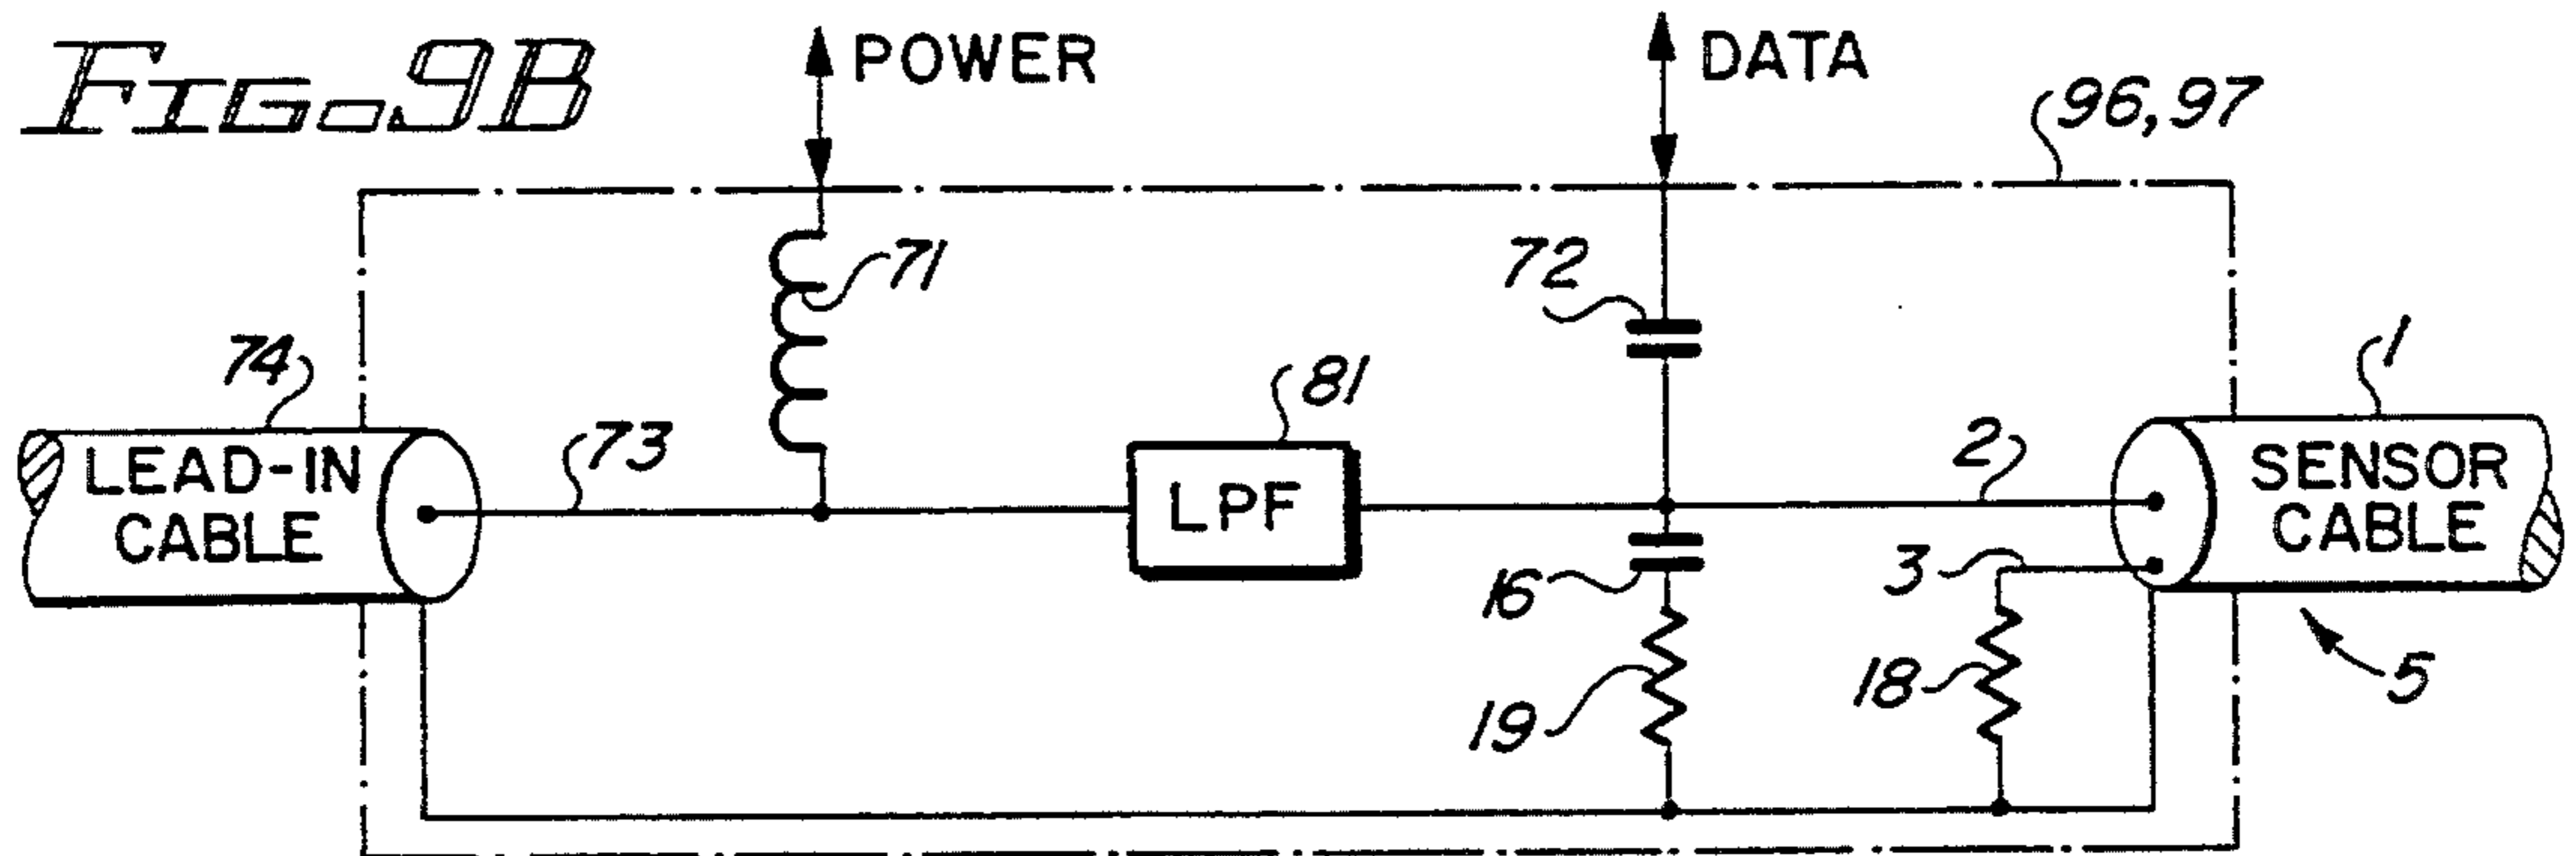 FIG. 9B
POWER
DATA
96, 97
71
72
74
LEAD-IN
CABLE
73
81
LPF
2
1
SENSOR
CABLE
3
16
19
18
5